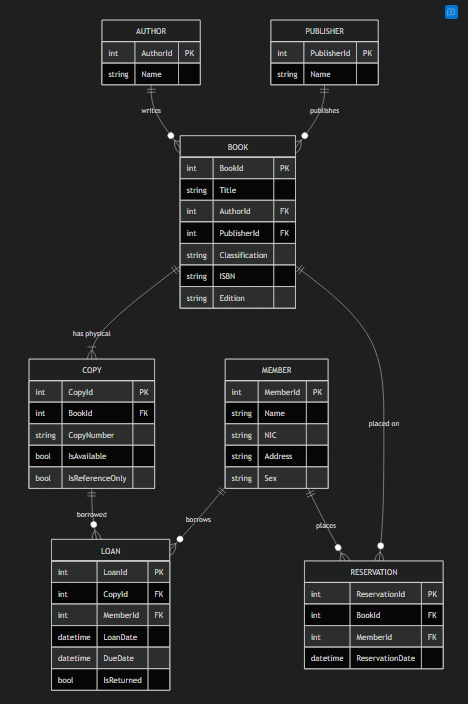 AUTHOR
int AuthorId PK
string Name
PUBLISHER
int PublisherId PK
string Name
writes
publishes
BOOK
int BookId PK
string Title
int AuthorId FK
int PublisherId FK
string Classification
string ISBN
string Edition
has physical
placed on
COPY
int CopyId PK
int BookId FK
string CopyNumber
bool IsAvailable
bool IsReferenceOnly
MEMBER
int MemberId PK
string Name
string NIC
string Address
string Sex
borrowed
borrows
places
LOAN
int LoanId PK
int CopyId FK
int MemberId FK
datetime LoanDate
datetime DueDate
bool IsReturned
RESERVATION
int ReservationId PK
int BookId FK
int MemberId FK
datetime ReservationDate